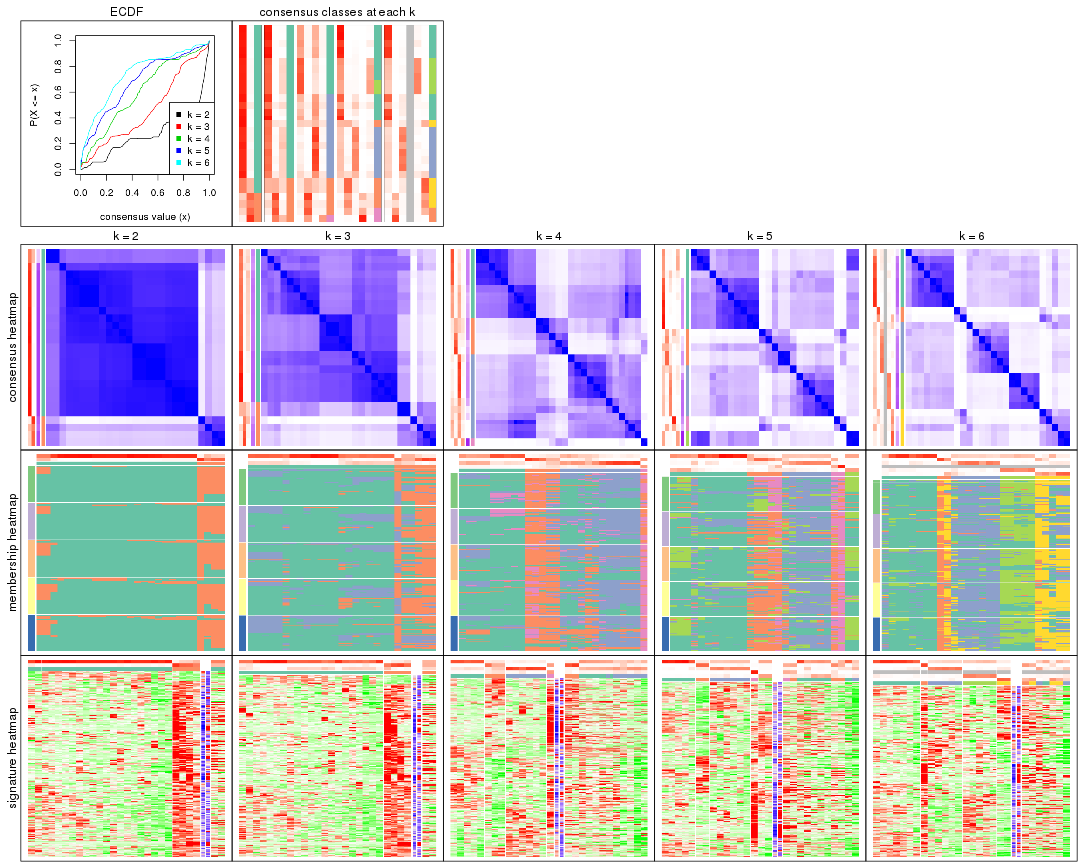 ECDF
consensus classes at each k
P(X <= x)
0.0
0.2
0.4
0.6
0.8
1.0
k = 2
k = 3
k = 4
k = 5
k = 6
0.0 0.2 0.4 0.6 0.8 1.0
consensus value (x)
k = 2
k = 3
k = 4
k = 5
k = 6
consensus heatmap
membership heatmap
signature heatmap